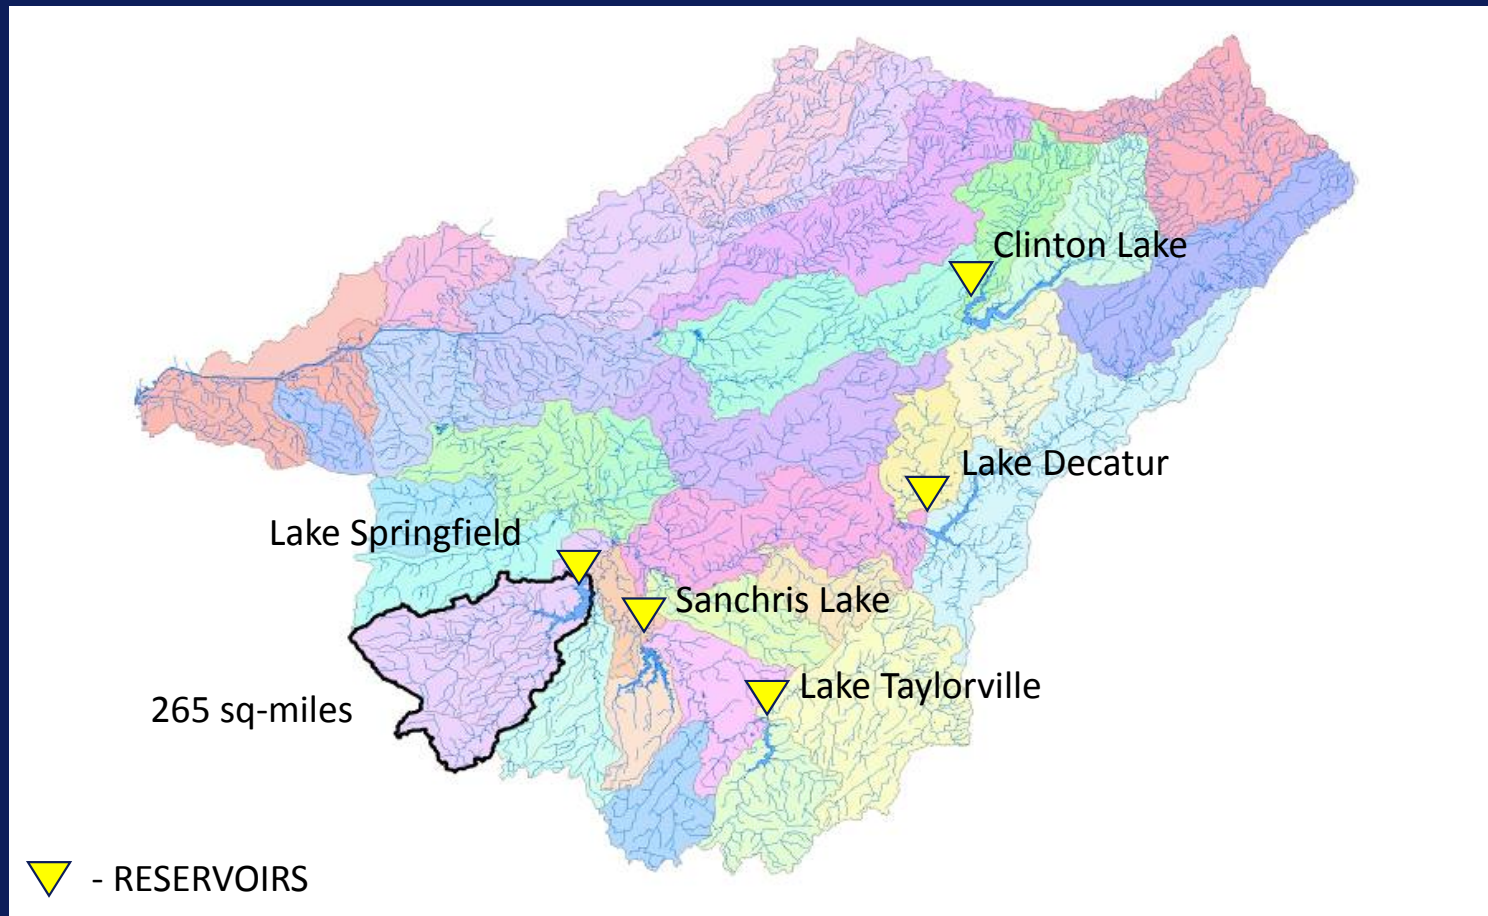 Clinton Lake
Lake Decatur
Lake Springfield
Sanchris Lake
Lake Taylorville
265 sq-miles
- RESERVOIRS